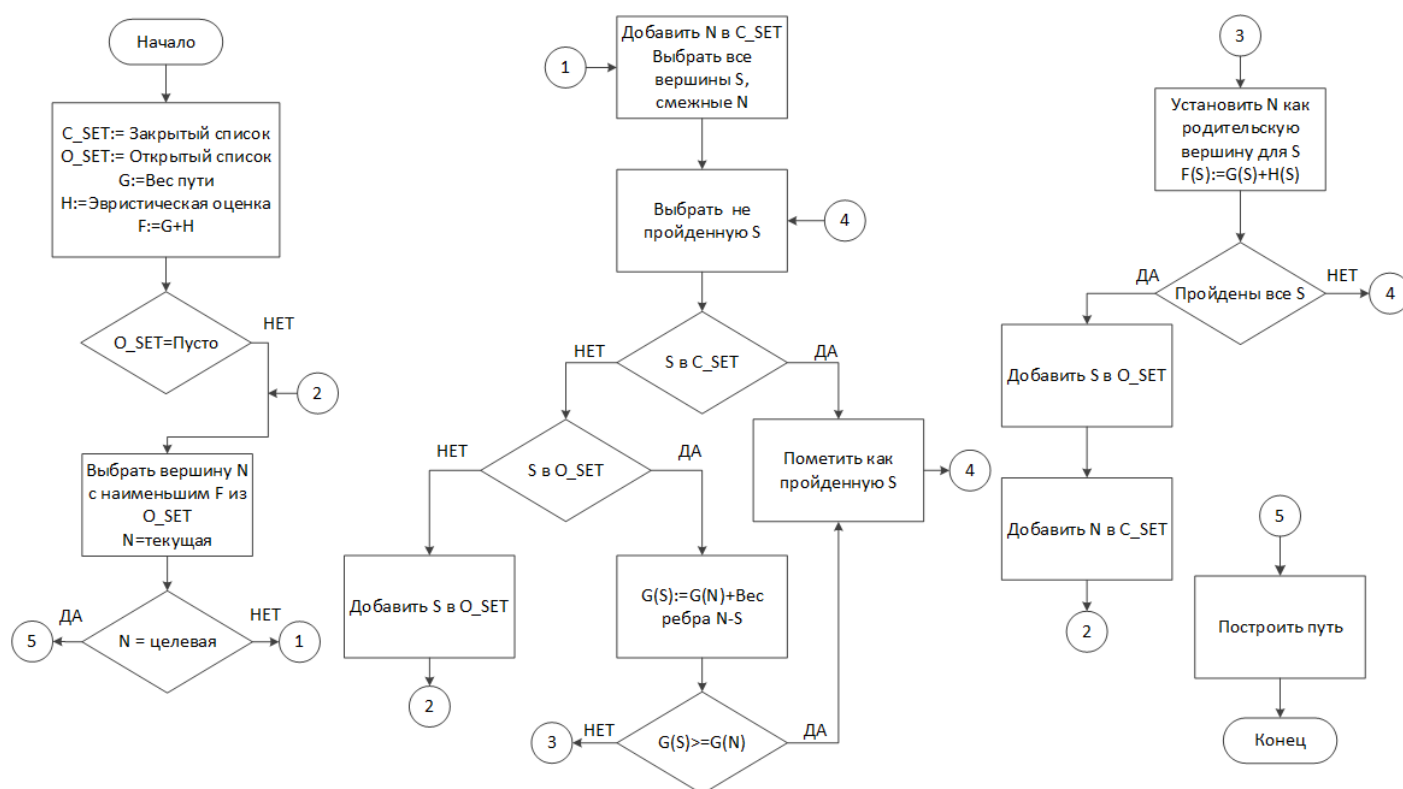 Начало
C_SET:= Закрытый список
O_SET:= Открытый список
G:=Вес пути
H:=Эвристическая оценка
F:=G+H
O_SET=Пусто
НЕТ
2
Выбрать вершину N
с наименьшим F из
O_SET
N=текущая
N = целевая
ДА
5
НЕТ
1
1
Добавить N в C_SET
Выбрать все
вершины S,
смежные N
Выбрать не
пройденную S
4
S в C_SET
НЕТ
ДА
S в O_SET
НЕТ
ДА
Пометить как
пройденную S
4
Добавить S в O_SET
2
G(S):=G(N)+Вес
ребра N-S
G(S)>=G(N)
НЕТ
3
ДА
3
Установить N как
родительскую
вершину для S
F(S):=G(S)+H(S)
Пройдены все S
ДА
НЕТ
4
Добавить S в O_SET
Добавить N в C_SET
2
5
Построить путь
Конец